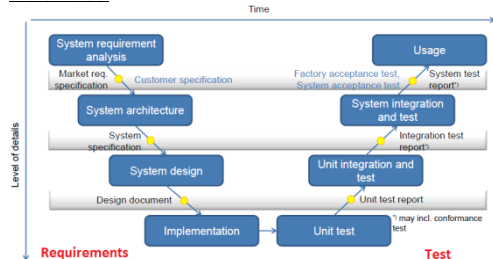 Time
Level of details
System requirement
analysis
Usage
Market req.
specification
Customer specification
Factory acceptance test,
System acceptance test
System test
report*)
System architecture
System integration
and test
System
specification
Integration test
report*)
System design
Unit integration and
test
Design document
Unit test report
Implementation
Unit test
*) may incl. conformance
test
Requirements
Test